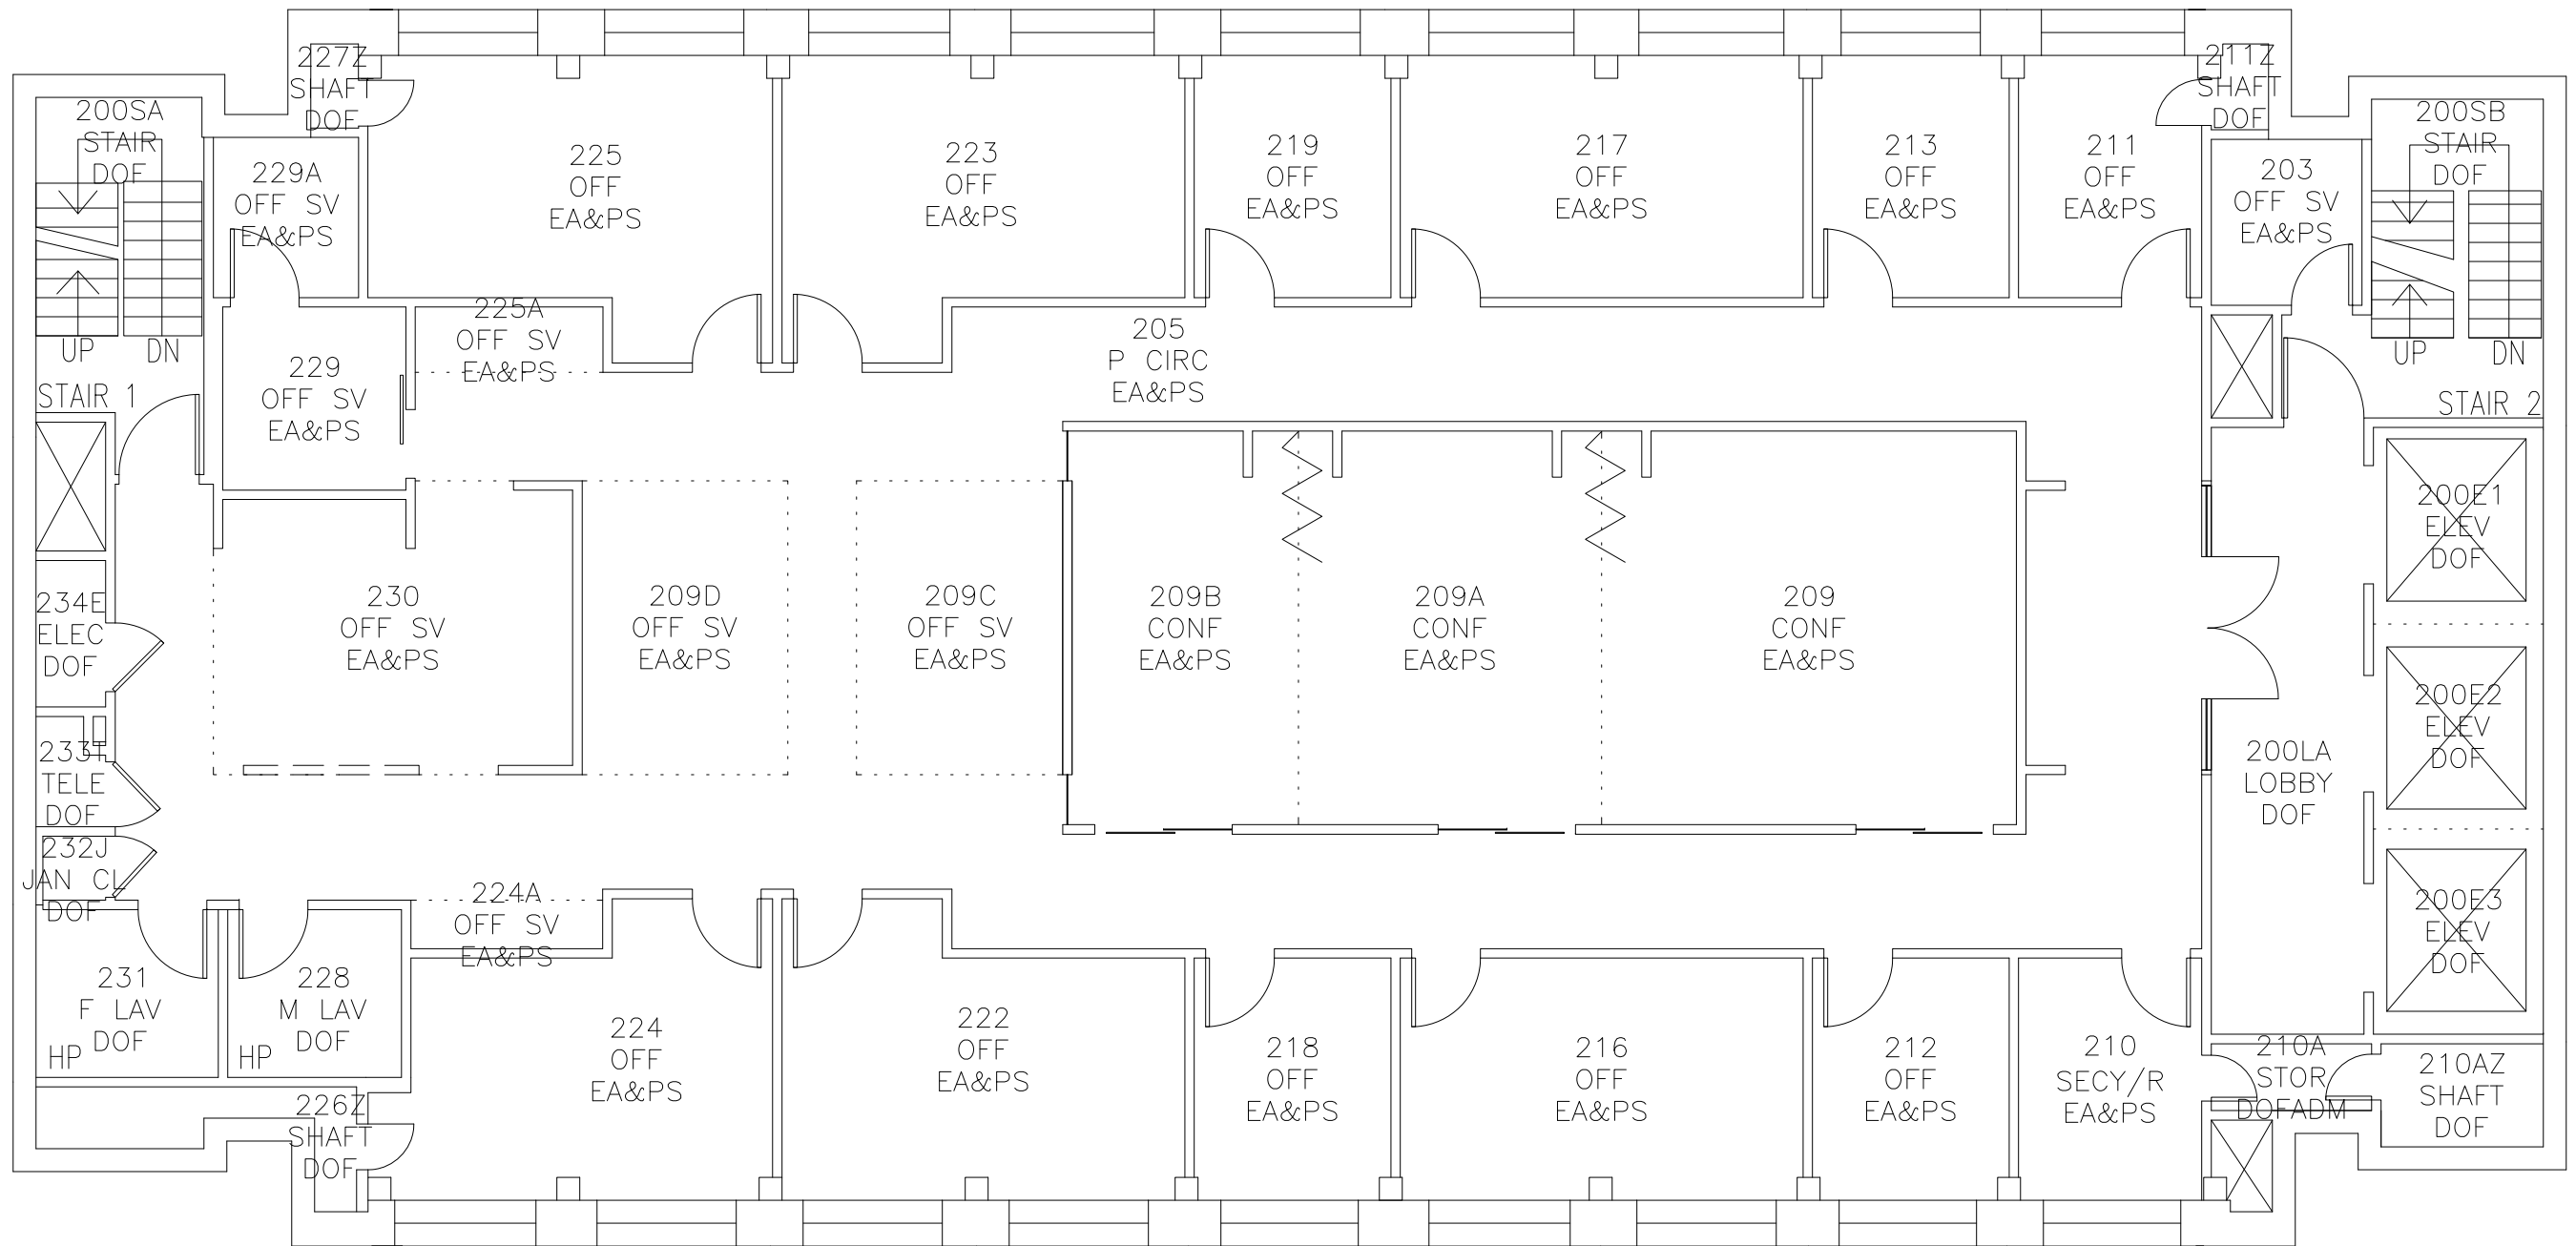 227Z
SHAFT
DOF
211Z
SHAFT
DOF
200SA
STAIR
DOF
UP
DN
STAIR 1
229A
OFF SV
EA&PS
225
OFF
EA&PS
223
OFF
EA&PS
219
OFF
EA&PS
217
OFF
EA&PS
213
OFF
EA&PS
211
OFF
EA&PS
203
OFF SV
EA&PS
200SB
STAIR
DOF
UP
DN
STAIR 2
229
OFF SV
EA&PS
225A
OFF SV
EA&PS
205
P CIRC
EA&PS
234E
ELEC
DOF
230
OFF SV
EA&PS
209D
OFF SV
EA&PS
209C
OFF SV
EA&PS
209B
CONF
EA&PS
209A
CONF
EA&PS
209
CONF
EA&PS
200E1
ELEV
DOF
200E2
ELEV
DOF
200LA
LOBBY
DOF
200E3
ELEV
DOF
233T
TELE
DOF
232J
JAN CL
DOF
224A
OFF SV
EA&PS
231
F LAV
DOF
HP
228
M LAV
DOF
HP
224
OFF
EA&PS
222
OFF
EA&PS
218
OFF
EA&PS
216
OFF
EA&PS
212
OFF
EA&PS
210
SECY/R
EA&PS
210A
STOR
DOFADM
210AZ
SHAFT
DOF
226Z
SHAFT
DOF